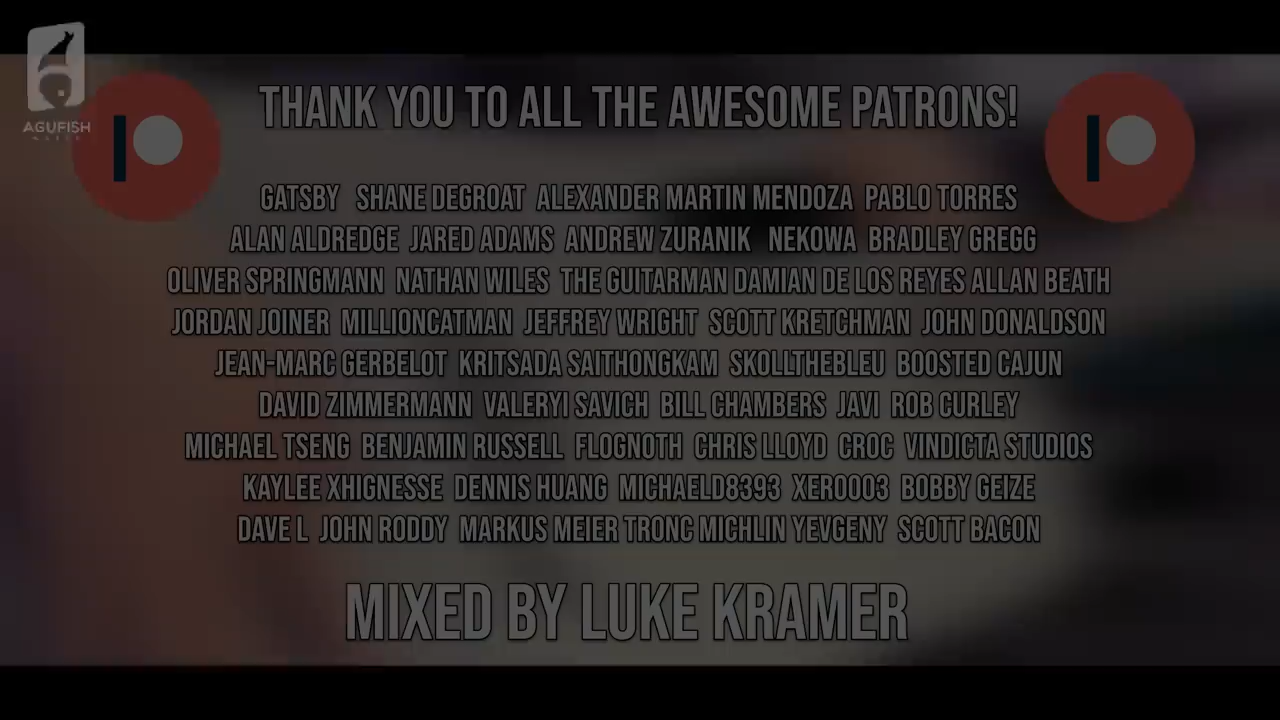 AGUFISH
THANK YOU TO ALL THE AWESOME PATRONS!
GATSBY SHANE DEGROAT ALEXANDER MARTIN MENDOZA PABLO TORRES
ALAN ALDREDGE JARED ADAMS ANDREW ZURANIK NEKOWA BRADLEY GREGG
OLIVER SPRINGMANN NATHAN WILES THE GUITARMAN DAMIAN DE LOS REYES ALLAN BEATH
JORDAN JOINER MILLIONCATMAN JEFFREY WRIGHT SCOTT KRETCHMAN JOHN DONALDSON
JEAN-MARC GERBELOT KRITSADA SAITHONGKAM SKOLLTHEBLEU BOOSTED CAJUN
DAVID ZIMMERMANN VALERYI SAVICH BILL CHAMBERS JAVI ROB CURLEY
MICHAEL TSENG BENJAMIN RUSSELL FLOGNOTH CHRIS LLOYD CROC VINDICTA STUDIOS
KAYLEE XHIGNESSE DENNIS HUANG MICHAELD8393 XER0003 BOBBY GEIZE
DAVE L JOHN RODDY MARKUS MEIER TRONC MICHLIN YEVGENY SCOTT BACON
MIXED BY LUKE KRAMER